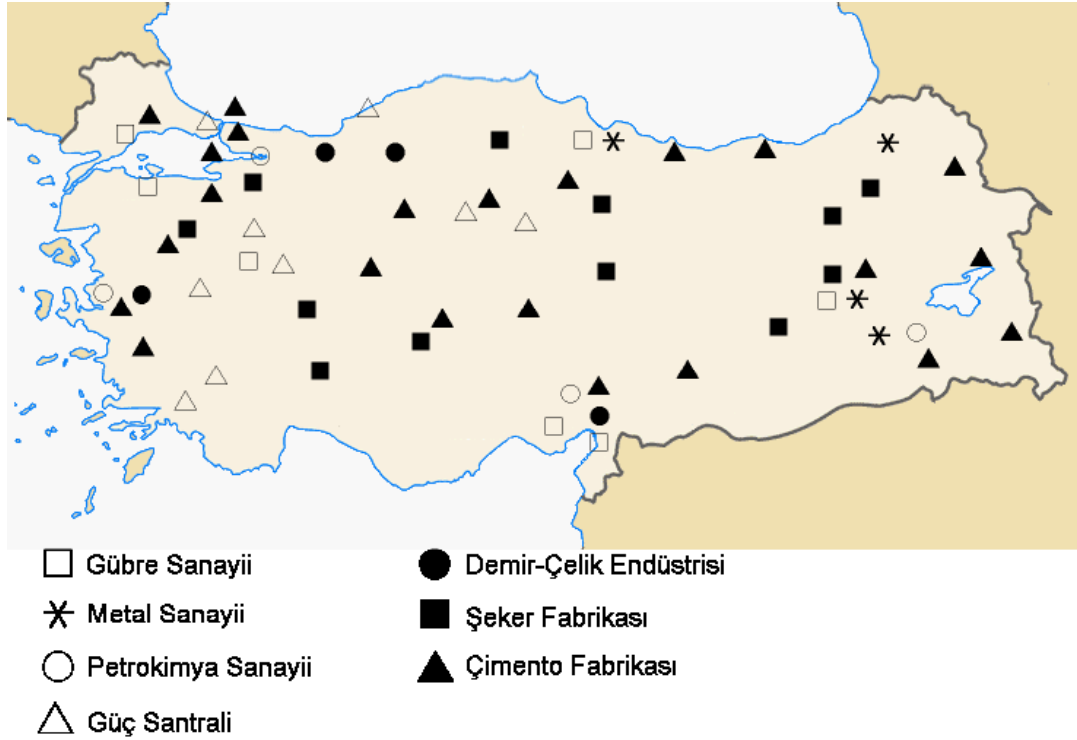 Gübre Sanayii
Metal Sanayii
Petrokimya Sanayii
Güç Santrali
Demir-Çelik Endüstrisi
Şeker Fabrikası
Çimento Fabrikası